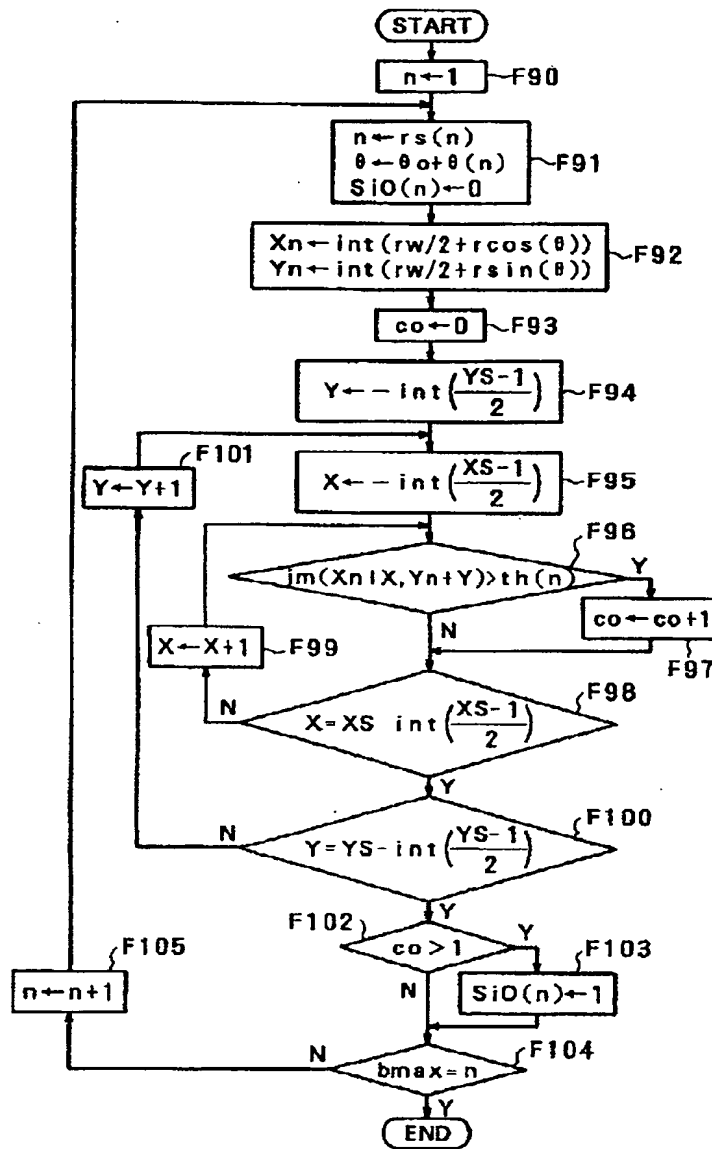 START
n←1
F90
n←rs(n)
θ←θo+θ(n)
SiO(n)←0
F91
Xn←int(rw/2+rcos(θ))
Yn←int(rw/2+rsin(θ))
F92
co←0
F93
Y←-int(YS-1/2)
F94
F101
Y←Y+1
X←-int(XS-1/2)
F95
F96
im(Xn+X,Yn+Y)>th(n)
Y
co←co+1
F97
N
X←X+1
F99
F98
N
X=XS int(XS-1/2)
Y
F100
N
Y=YS-int(YS-1/2)
Y
F102
co>1
Y
F103
SiO(n)←1
N
F105
n←n+1
F104
N
bmax=n
Y
END